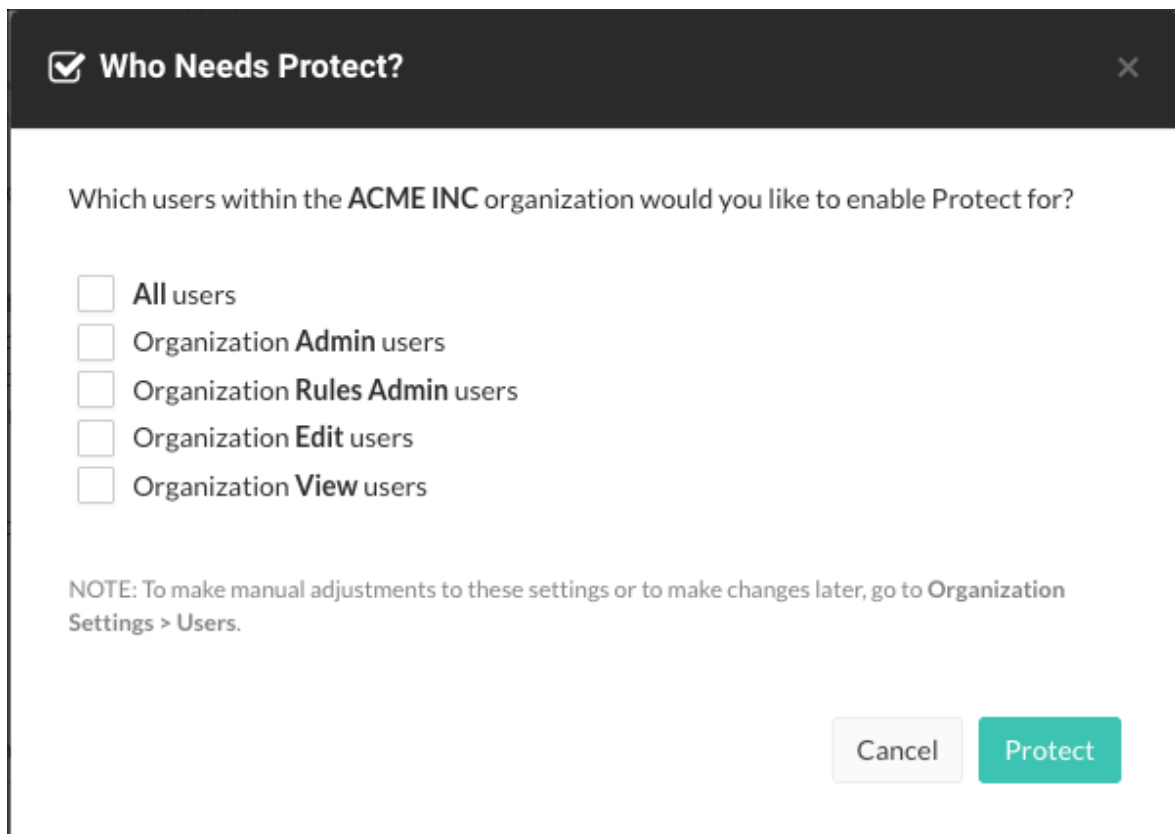 Who Needs Protect?
Which users within the ACME INC organization would you like to enable Protect for?
All users
Organization Admin users
Organization Rules Admin users
Organization Edit users
Organization View users
NOTE: To make manual adjustments to these settings or to make changes later, go to Organization
Settings > Users.
Cancel Protect